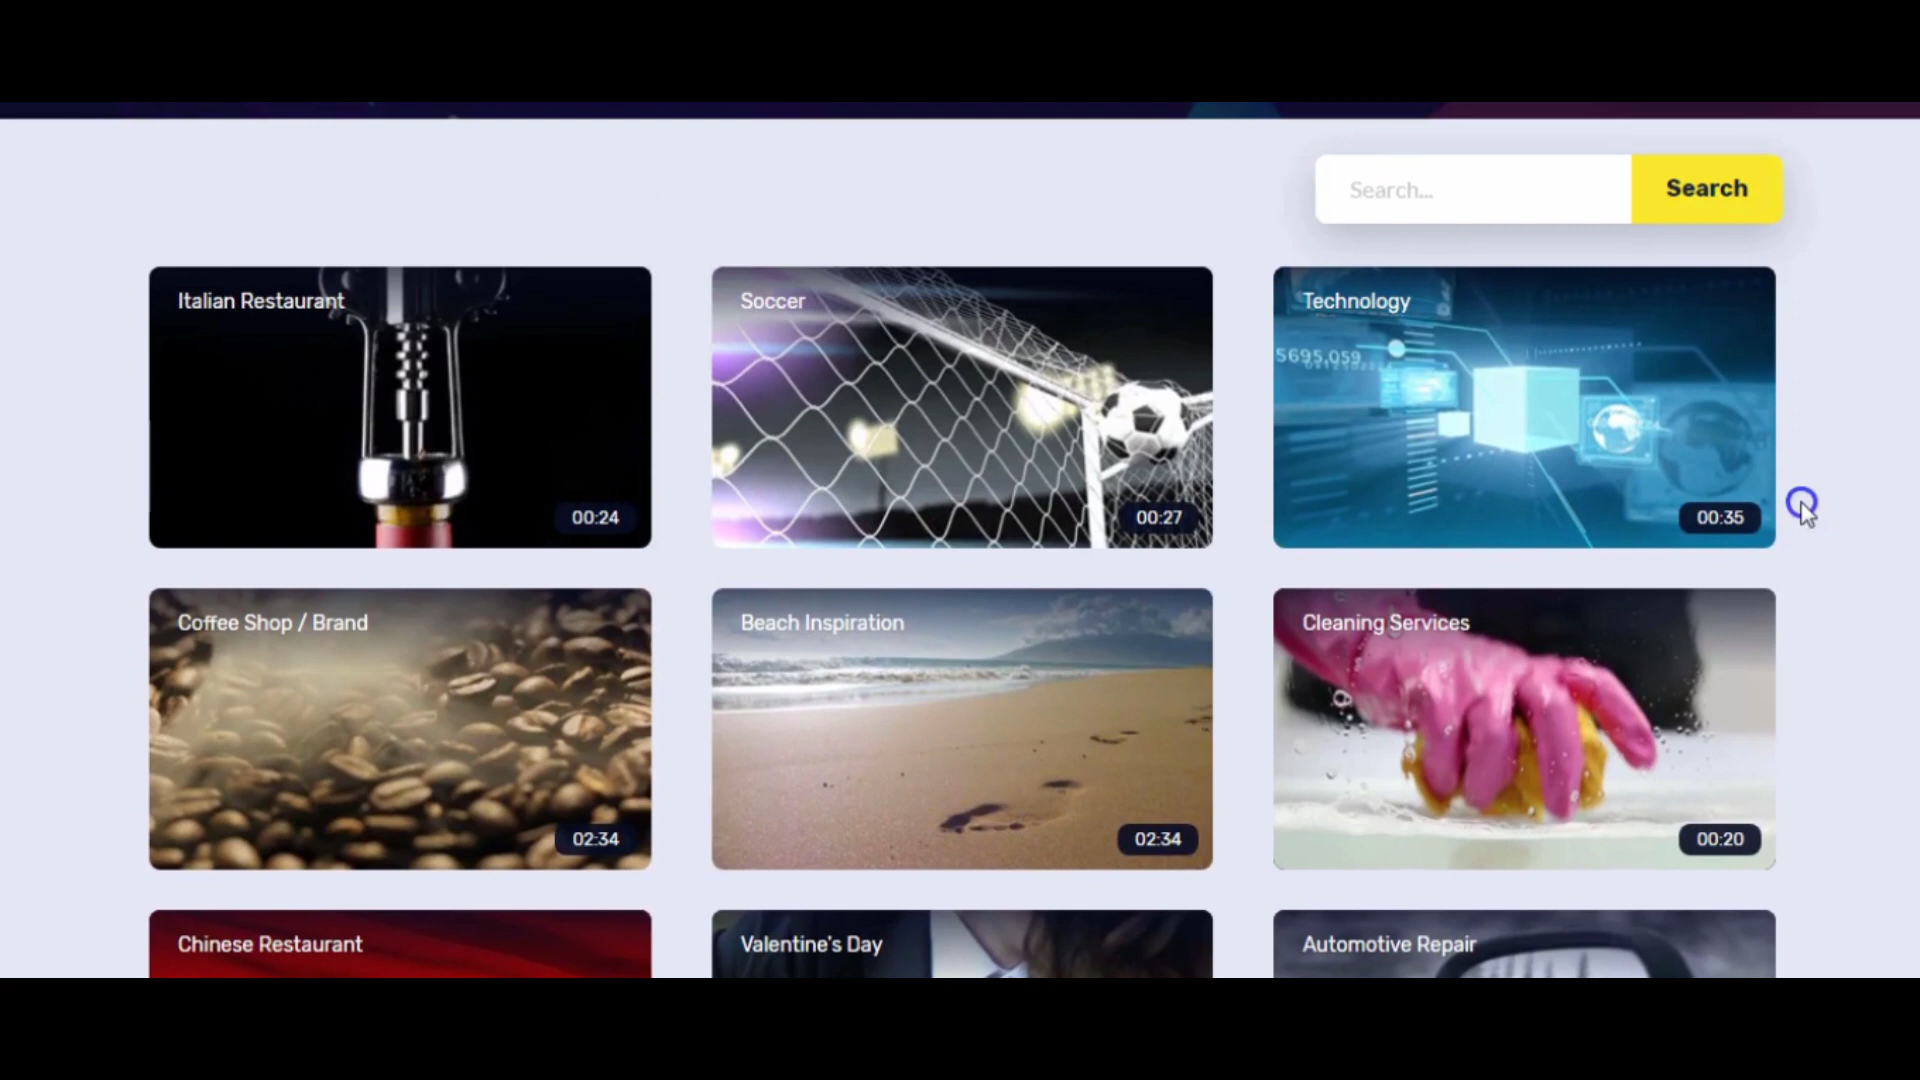 Search...
Search
Italian Restaurant
Soccer
Technology
5695,059
00:24
00:27
00:35
Coffee Shop / Brand
Beach Inspiration
Cleaning Services
02:34
02:34
00:20
Chinese Restaurant
Valentine's Day
Automotive Repair